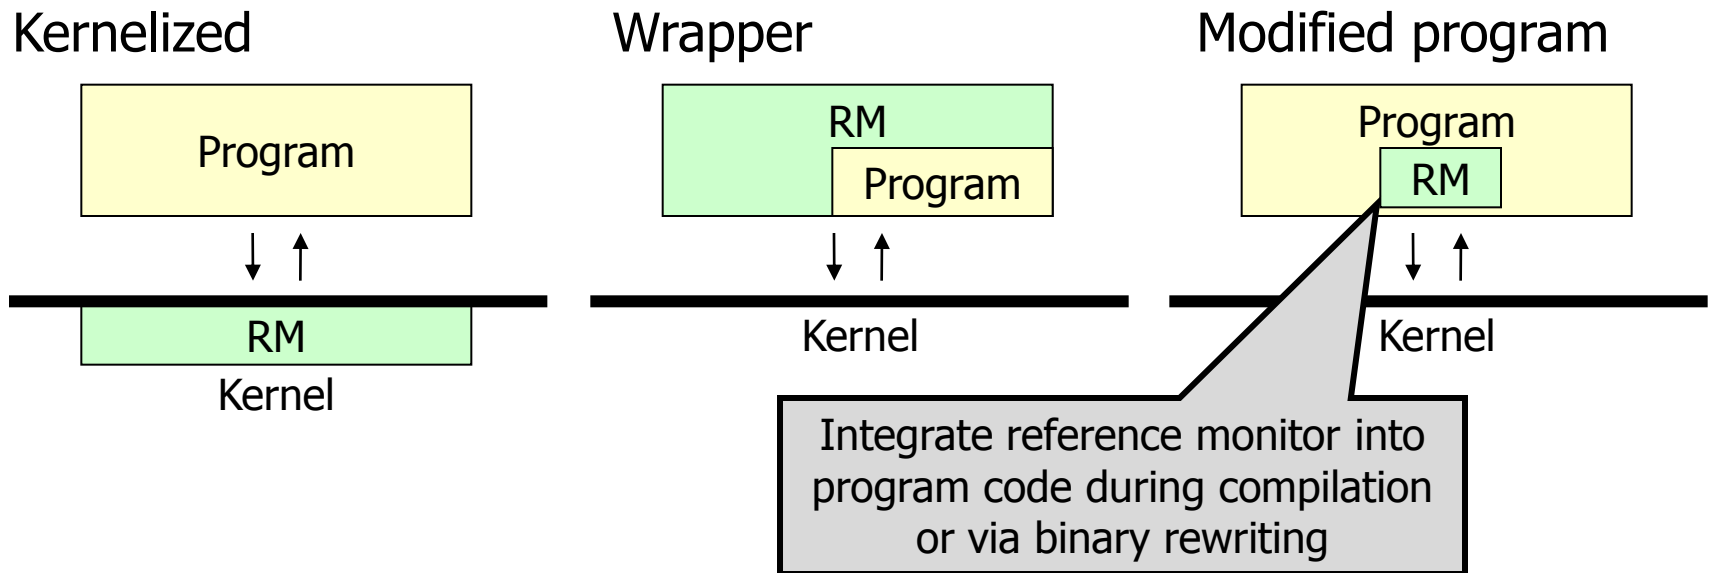 Kernelized
Program
RM
Kernel
Wrapper
RM
Program
Kernel
Modified program
Program
RM
Kernel
Integrate reference monitor into
program code during compilation
or via binary rewriting